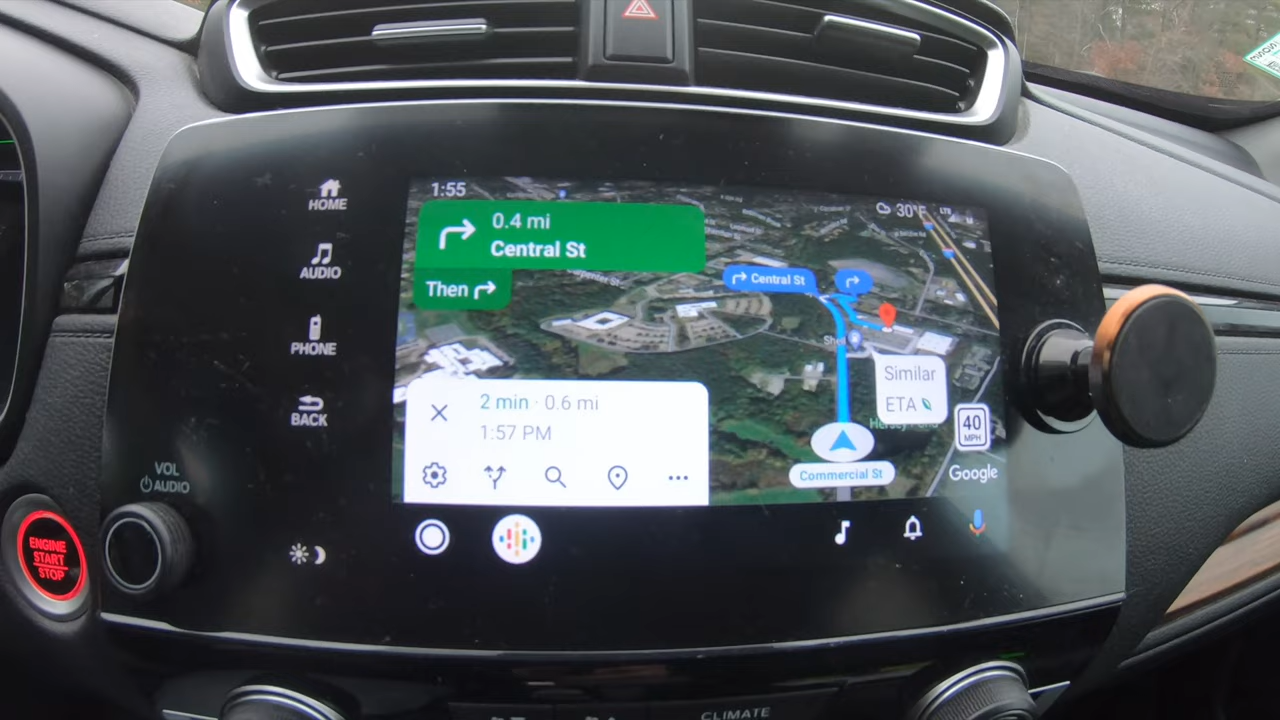 HOME
AUDIO
PHONE
BACK
VOL
AUDIO
ENGINE
START
STOP
1:55
30°F LTE
0.4 mi
Central St
Then
Central St
Similar
ETA
2 min · 0.6 mi
1:57 PM
40
MPH
Commercial St
Google
CLIMATE